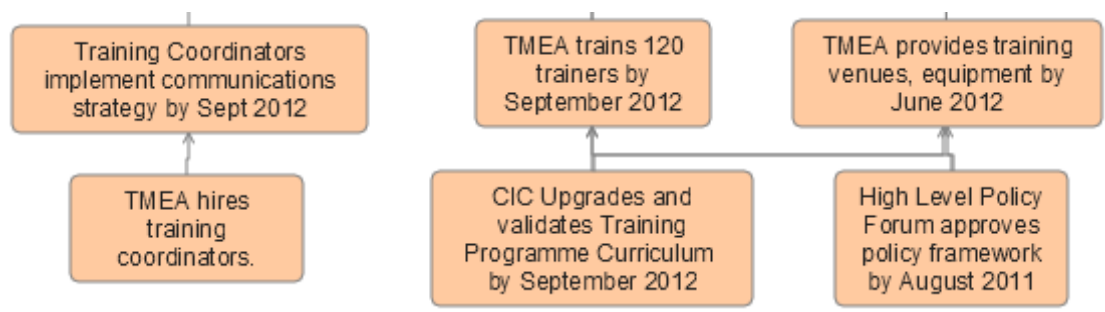 Training Coordinators
implement communications
strategy by Sept 2012
TMEA trains 120
trainers by
September 2012
TMEA provides training
venues, equipment by
June 2012
TMEA hires
training
coordinators.
CIC Upgrades and
validates Training
Programme Curriculum
by September 2012
High Level Policy
Forum approves
policy framework
by August 2011